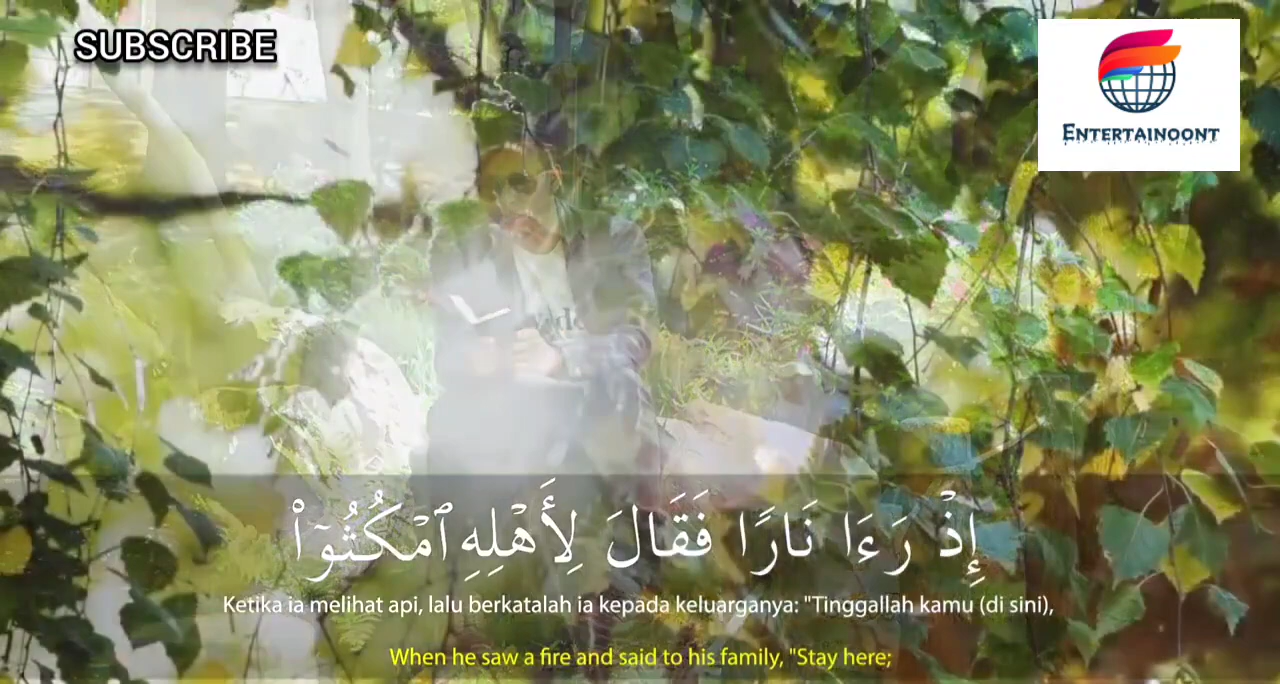 SUBSCRIBE
ENTERTAINOONT
إِذْ رَءَا نَارًا فَقَالَ لِأَهْلِهِ ٱمْكُثُوٓا۟
Ketika ia melihat api, lalu berkatalah ia kepada keluarganya: "Tinggallah kamu (di sini),
When he saw a fire and said to his family, "Stay here;